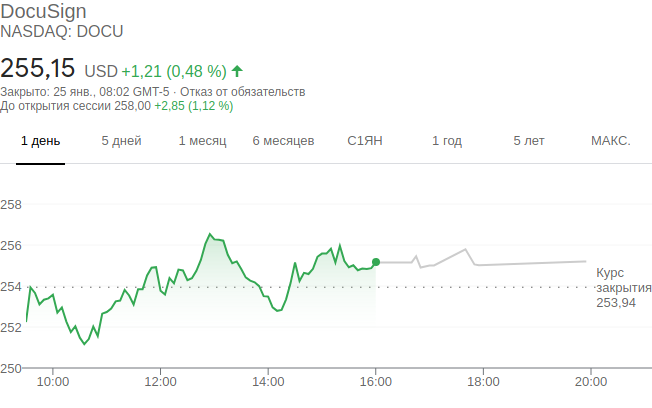 DocuSign
NASDAQ: DOCU
255,15 USD +1,21 (0,48 %)
Закрыто: 25 янв., 08:02 GMT-5 · Отказ от обязательств
До открытия сессии 258,00 +2,85 (1,12 %)
1 день 5 дней 1 месяц 6 месяцев С1ЯН 1 год 5 лет МАКС.
258
256
254
252
250
Курс
закрытия
253,94
10:00 12:00 14:00 16:00 18:00 20:00